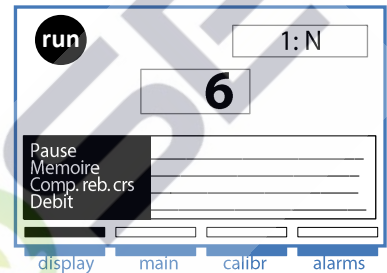 run
1: N
6
Pause
Memoire
Comp. reb. crs
Debit
display main calibr alarms